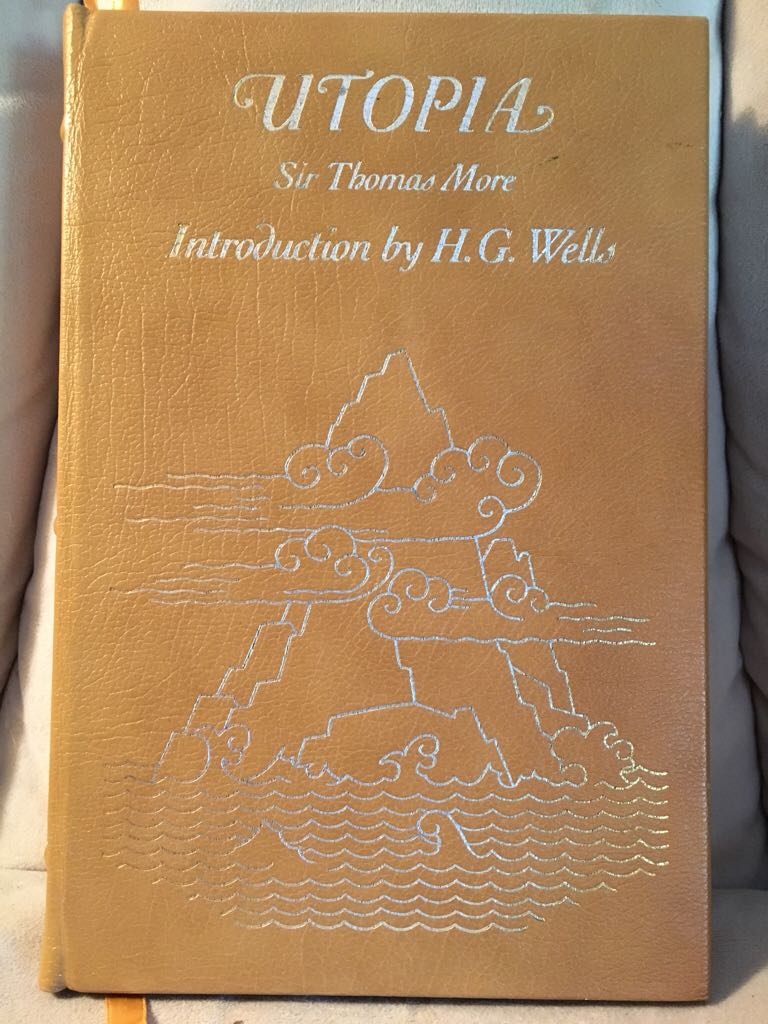 UTOPIA
Sir Thomas More
Introduction by H.G. Wells